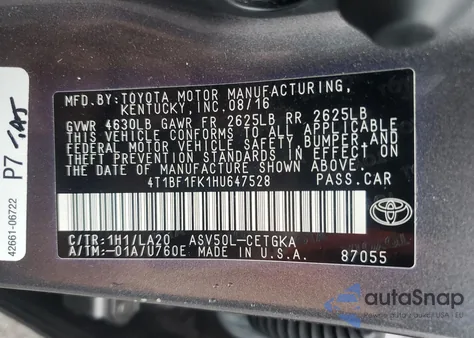 MFD.BY:TOYOTA MOTOR MANUFACTURING,
KENTUCKY, INC. 08/16
GVWR 4630LB GAWR FR 2625LB RR 2625LB
THIS VEHICLE CONFORMS TO ALL APPLICABLE
FEDERAL MOTOR VEHICLE SAFETY,BUMPER,AND
THEFT PREVENTION STANDARDS IN EFFECT ON
THE DATE OF MANUFACTURE SHOWN ABOVE.
4T1BF1FK1HU647528 PASS.CAR
C/TR:1H1/LA20 ASV50L-CETGKA
A/TM:-01A/U760E MADE IN U.S.A. 87055
TOYOTA
42661-06722
P7
autoSnap